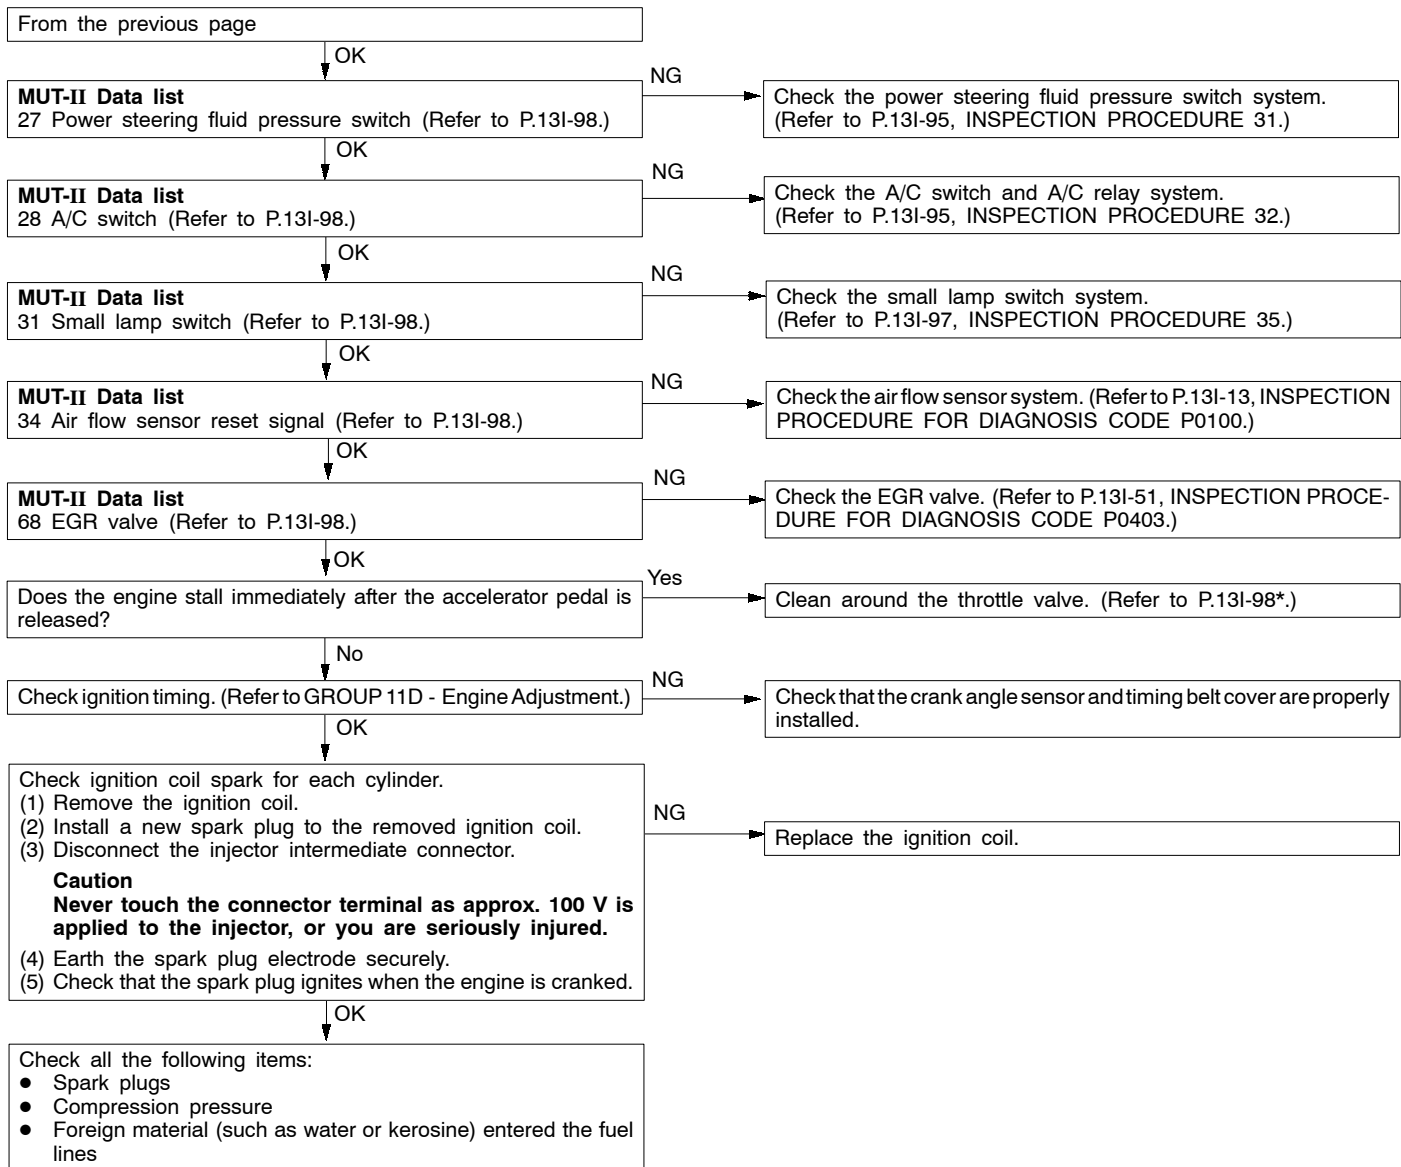 From the previous page
OK
MUT-II Data list
27 Power steering fluid pressure switch (Refer to P.13I-98.)
NG
Check the power steering fluid pressure switch system.
(Refer to P.13I-95, INSPECTION PROCEDURE 31.)
OK
MUT-II Data list
28 A/C switch (Refer to P.13I-98.)
NG
Check the A/C switch and A/C relay system.
(Refer to P.13I-95, INSPECTION PROCEDURE 32.)
OK
MUT-II Data list
31 Small lamp switch (Refer to P.13I-98.)
NG
Check the small lamp switch system.
(Refer to P.13I-97, INSPECTION PROCEDURE 35.)
OK
MUT-II Data list
34 Air flow sensor reset signal (Refer to P.13I-98.)
NG
Check the air flow sensor system. (Refer to P.13I-13, INSPECTION
PROCEDURE FOR DIAGNOSIS CODE P0100.)
OK
MUT-II Data list
68 EGR valve (Refer to P.13I-98.)
NG
Check the EGR valve. (Refer to P.13I-51, INSPECTION PROCE-
DURE FOR DIAGNOSIS CODE P0403.)
OK
Does the engine stall immediately after the accelerator pedal is
released?
Yes
Clean around the throttle valve. (Refer to P.13I-98*.)
No
Check ignition timing. (Refer to GROUP 11D - Engine Adjustment.)
NG
Check that the crank angle sensor and timing belt cover are properly
installed.
OK
Check ignition coil spark for each cylinder.
(1) Remove the ignition coil.
(2) Install a new spark plug to the removed ignition coil.
(3) Disconnect the injector intermediate connector.
Caution
Never touch the connector terminal as approx. 100 V is
applied to the injector, or you are seriously injured.
(4) Earth the spark plug electrode securely.
(5) Check that the spark plug ignites when the engine is cranked.
NG
Replace the ignition coil.
OK
Check all the following items:
● Spark plugs
● Compression pressure
● Foreign material (such as water or kerosine) entered the fuel
lines